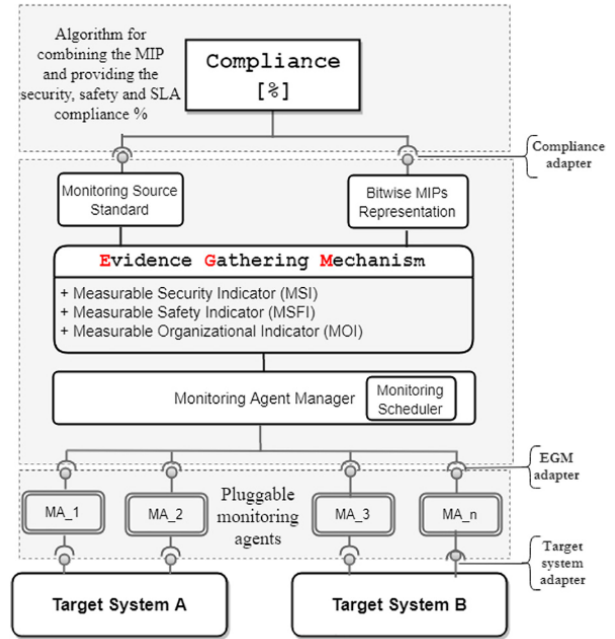 Algorithm for
combining the MIP
and providing the
security, safety and SLA
compliance %
Compliance
[%]
Compliance
adapter
Monitoring Source
Standard
Bitwise MIPs
Representation
Evidence Gathering Mechanism
+ Measurable Security Indicator (MSI)
+ Measurable Safety Indicator (MSFI)
+ Measurable Organizational Indicator (MOI)
Monitoring Agent Manager
Monitoring
Scheduler
EGM
adapter
MA_1
MA_2
Pluggable
monitoring
agents
MA_3
MA_n
Target
system
adapter
Target System A
Target System B